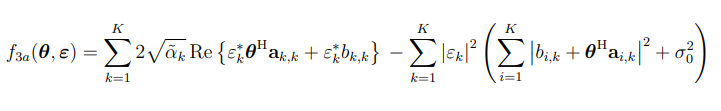 $f_{3a}(\boldsymbol{\theta}, \boldsymbol{\varepsilon}) = \sum_{k=1}^{K} 2\sqrt{\tilde{\alpha}_k} \operatorname{Re}\left\{\varepsilon_k^* \boldsymbol{\theta}^{\mathrm{H}} \mathbf{a}_{k,k} + \varepsilon_k^* b_{k,k}\right\} - \sum_{k=1}^{K} |\varepsilon_k|^2 \left( \sum_{i=1}^{K} \left| b_{i,k} + \boldsymbol{\theta}^{\mathrm{H}} \mathbf{a}_{i,k} \right|^2 + \sigma_0^2 \right)$